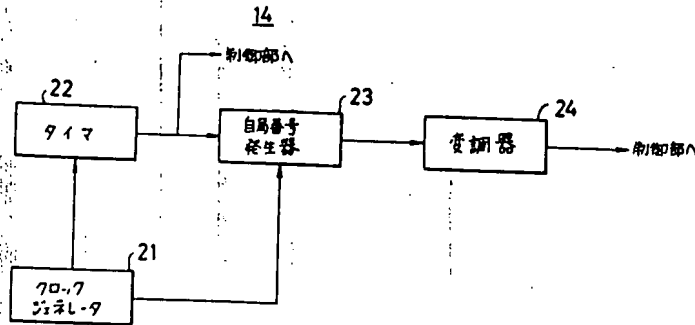 14
制御部へ
22
タイマ
23
自局番号
発生器
24
変調器
制御部へ
21
クロック
ジェネレータ